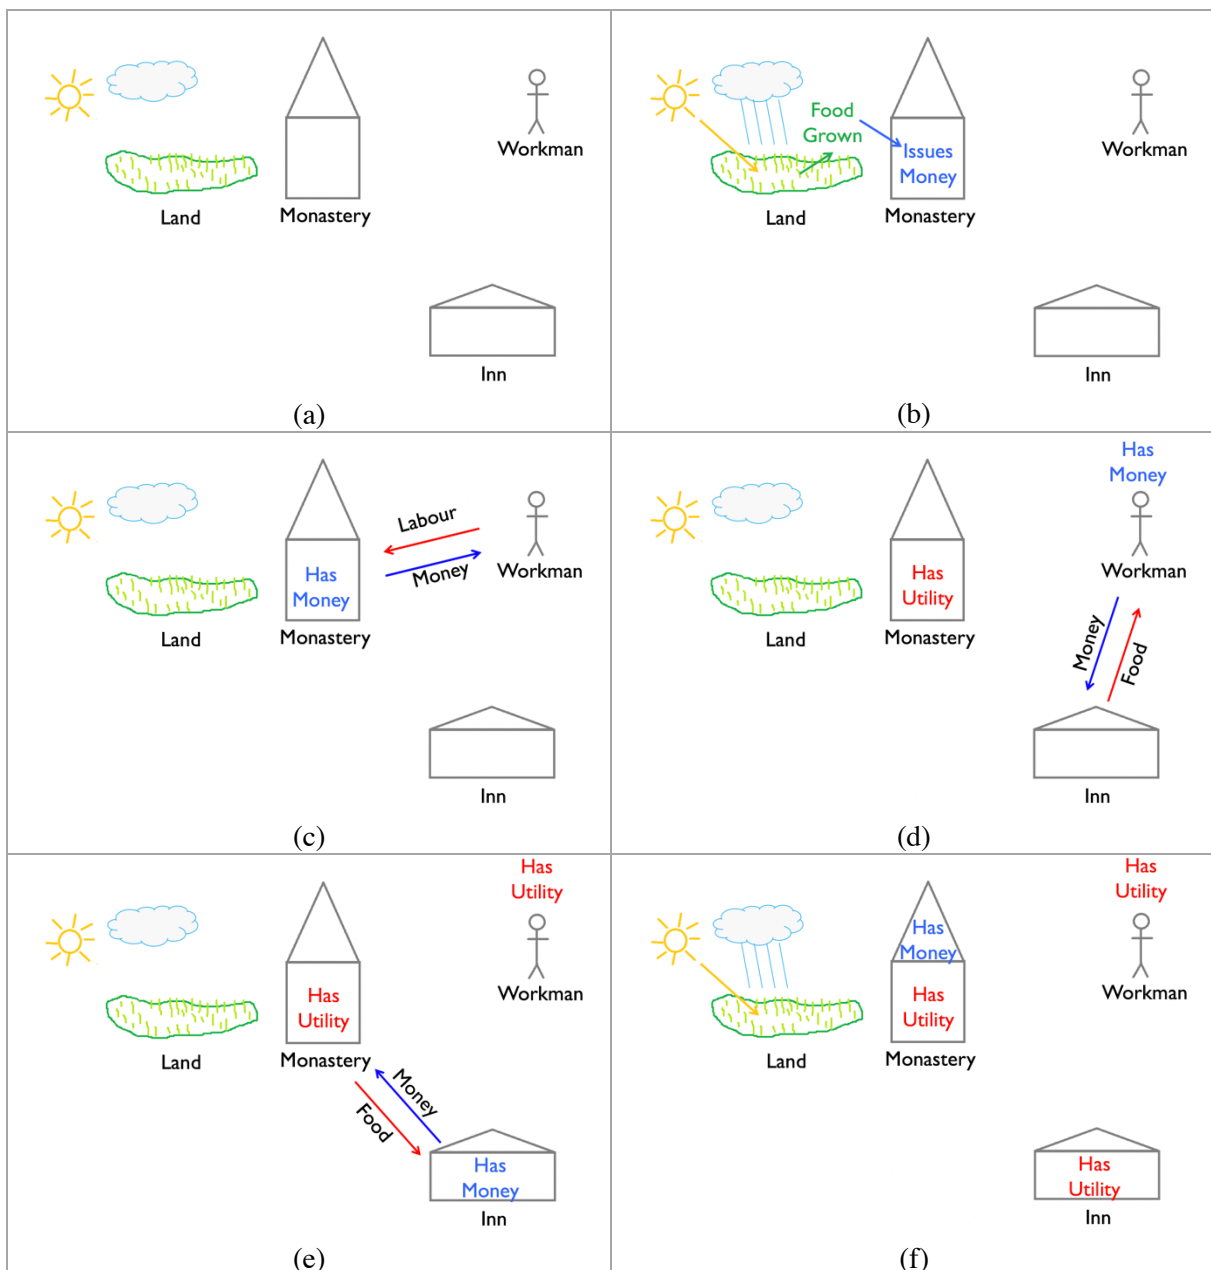 Workman
Land
Monastery
Inn
(a)
Food
Grown
Issues
Money
Workman
Land
Monastery
Inn
(b)
Labour
Money
Has
Money
Workman
Land
Monastery
Inn
(c)
Has
Money
Workman
Has
Utility
Land
Monastery
Money
Food
Inn
(d)
Has
Utility
Workman
Has
Utility
Land
Monastery
Money
Food
Has
Money
Inn
(e)
Has
Utility
Has
Money
Workman
Has
Utility
Land
Monastery
Has
Utility
Inn
(f)